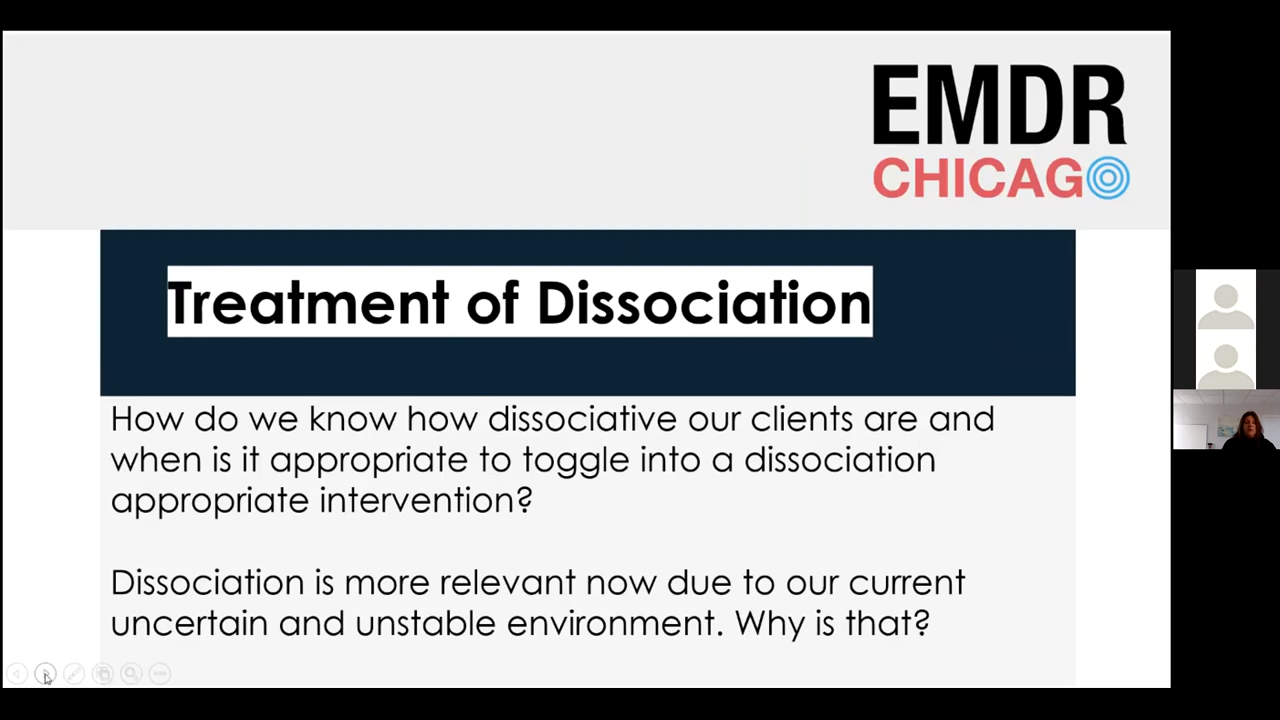 EMDR
CHICAGO
Treatment of Dissociation
How do we know how dissociative our clients are and
when is it appropriate to toggle into a dissociation
appropriate intervention?
Dissociation is more relevant now due to our current
uncertain and unstable environment. Why is that?